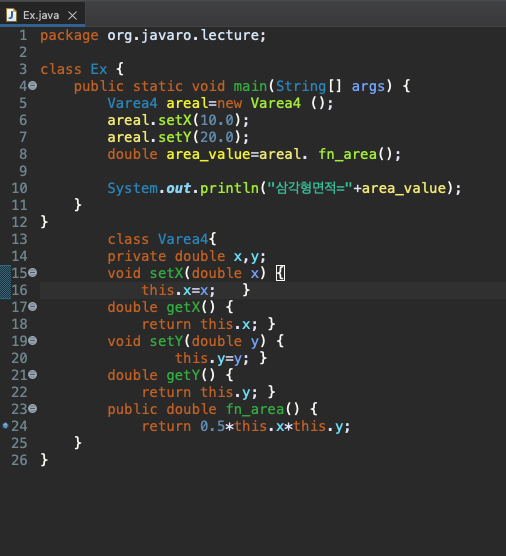 Ex.java
1 package org.javaro.lecture;
2
3 class Ex {
4 public static void main(String[] args) {
5 Varea4 areal=new Varea4 ();
6 areal.setX(10.0);
7 areal.setY(20.0);
8 double area_value=areal. fn_area();
9
10 System.out.println("삼각형면적="+area_value);
11 }
12 }
13 class Varea4{
14 private double x,y;
15 void setX(double x) {
16 this.x=x; }
17 double getX() {
18 return this.x; }
19 void setY(double y) {
20 this.y=y; }
21 double getY() {
22 return this.y; }
23 public double fn_area() {
24 return 0.5*this.x*this.y;
25 }
26 }